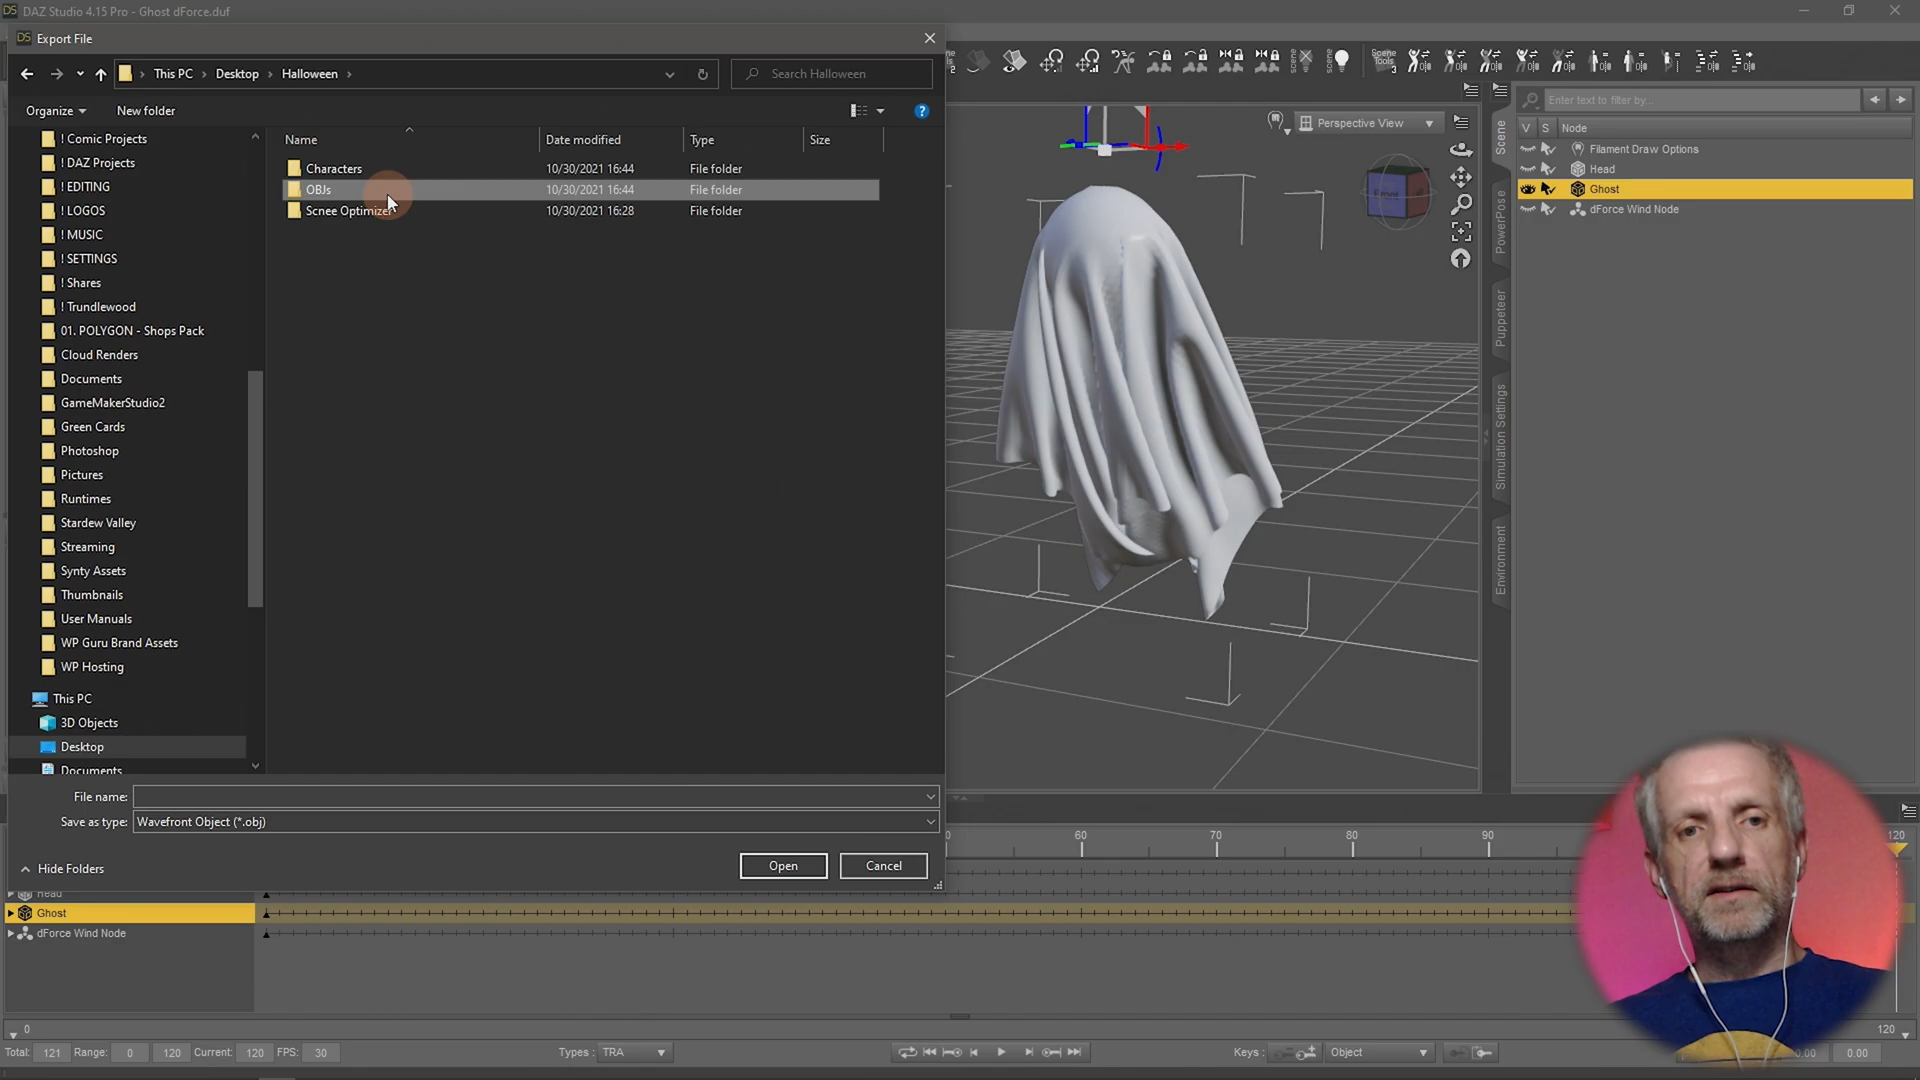 DAZ Studio 4.15 Pro - Ghost dForce.duf
Export File
This PC
Desktop
Halloween
Search Halloween
Organize
New folder
! Comic Projects
! DAZ Projects
! EDITING
! LOGOS
! MUSIC
! SETTINGS
! Shares
! Trundlewood
01. POLYGON - Shops Pack
Cloud Renders
Documents
GameMakerStudio2
Green Cards
Photoshop
Pictures
Runtimes
Stardew Valley
Streaming
Synty Assets
Thumbnails
User Manuals
WP Guru Brand Assets
WP Hosting
This PC
3D Objects
Desktop
Documents
Name Date modified Type Size
Characters 10/30/2021 16:44 File folder
OBJs 10/30/2021 16:44 File folder
Scnee Optimizer 10/30/2021 16:28 File folder
File name:
Save as type: Wavefront Object (*.obj)
Hide Folders
Open
Cancel
Scene Tools 3
Perspective View
Front
Scene
PowerPose
Puppeteer
Simulation Settings
Environment
Enter text to filter by...
V S Node
Filament Draw Options
Head
Ghost
dForce Wind Node
60 70 80 90 120
Head
Ghost
dForce Wind Node
0 120
Total: 121 Range: 0 120 Current: 120 FPS: 30
Types : TRA
Keys : Object
0.00 0.00